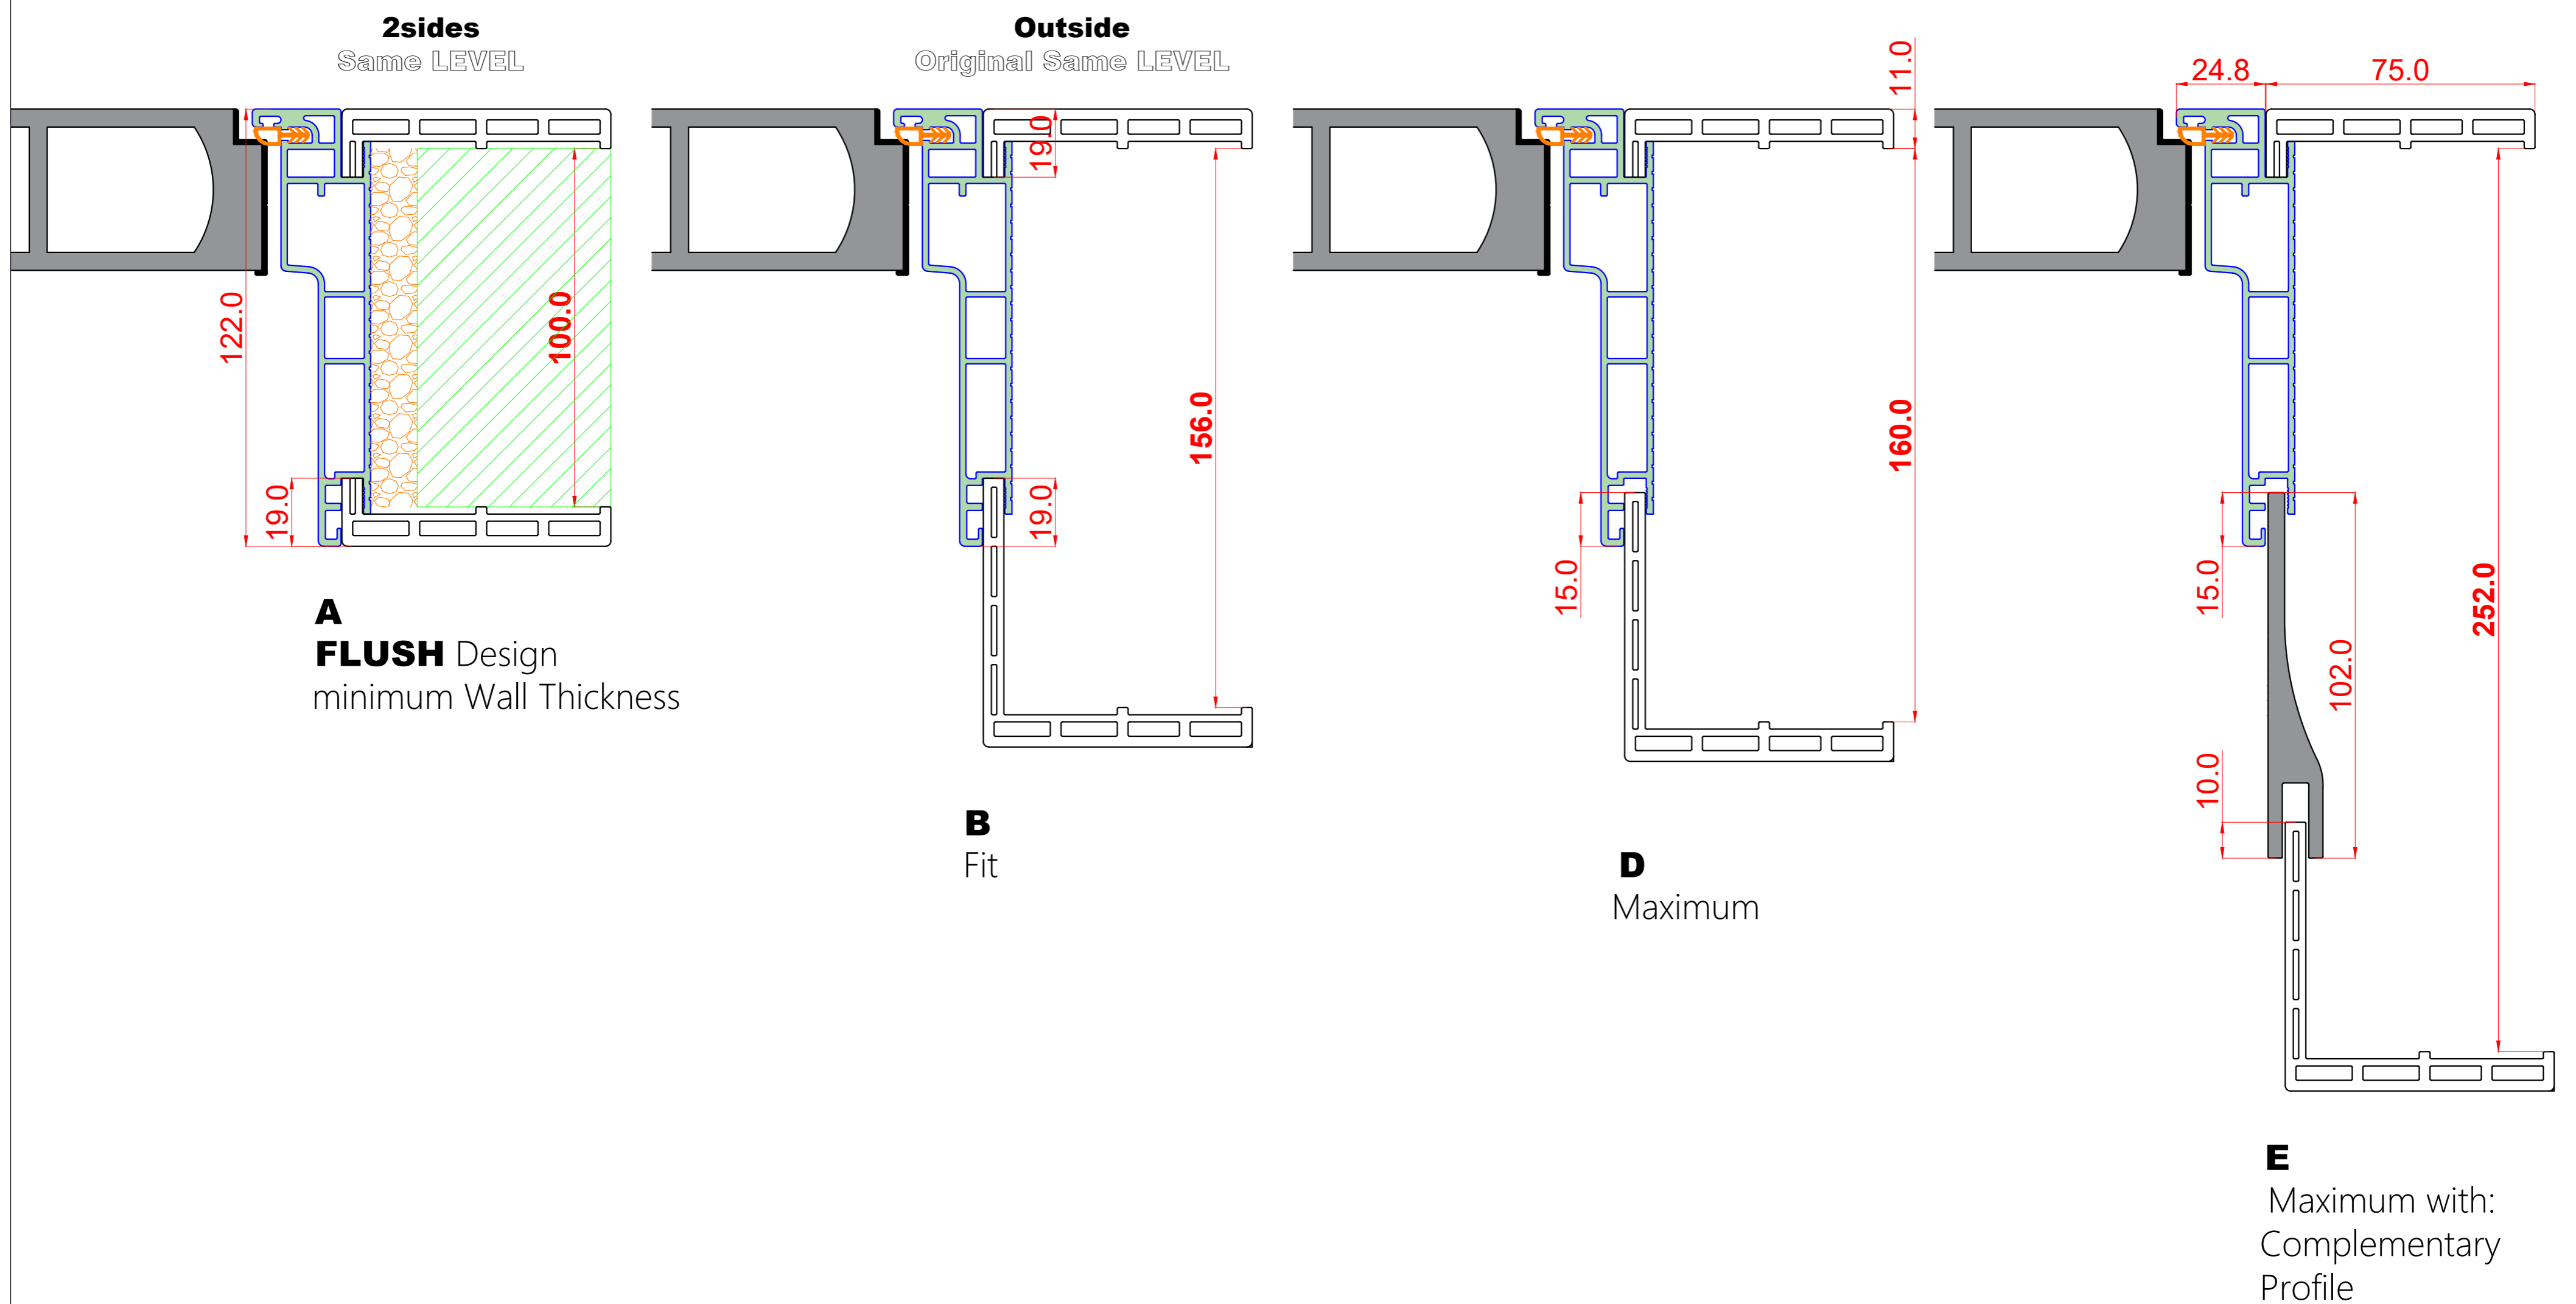 2sides
Same LEVEL
Outside
Original Same LEVEL
122.0
19.0
100.0
A
FLUSH Design
minimum Wall Thickness
19.0
156.0
19.0
B
Fit
11.0
160.0
15.0
D
Maximum
24.8
75.0
15.0
252.0
102.0
10.0
E
Maximum with:
Complementary
Profile